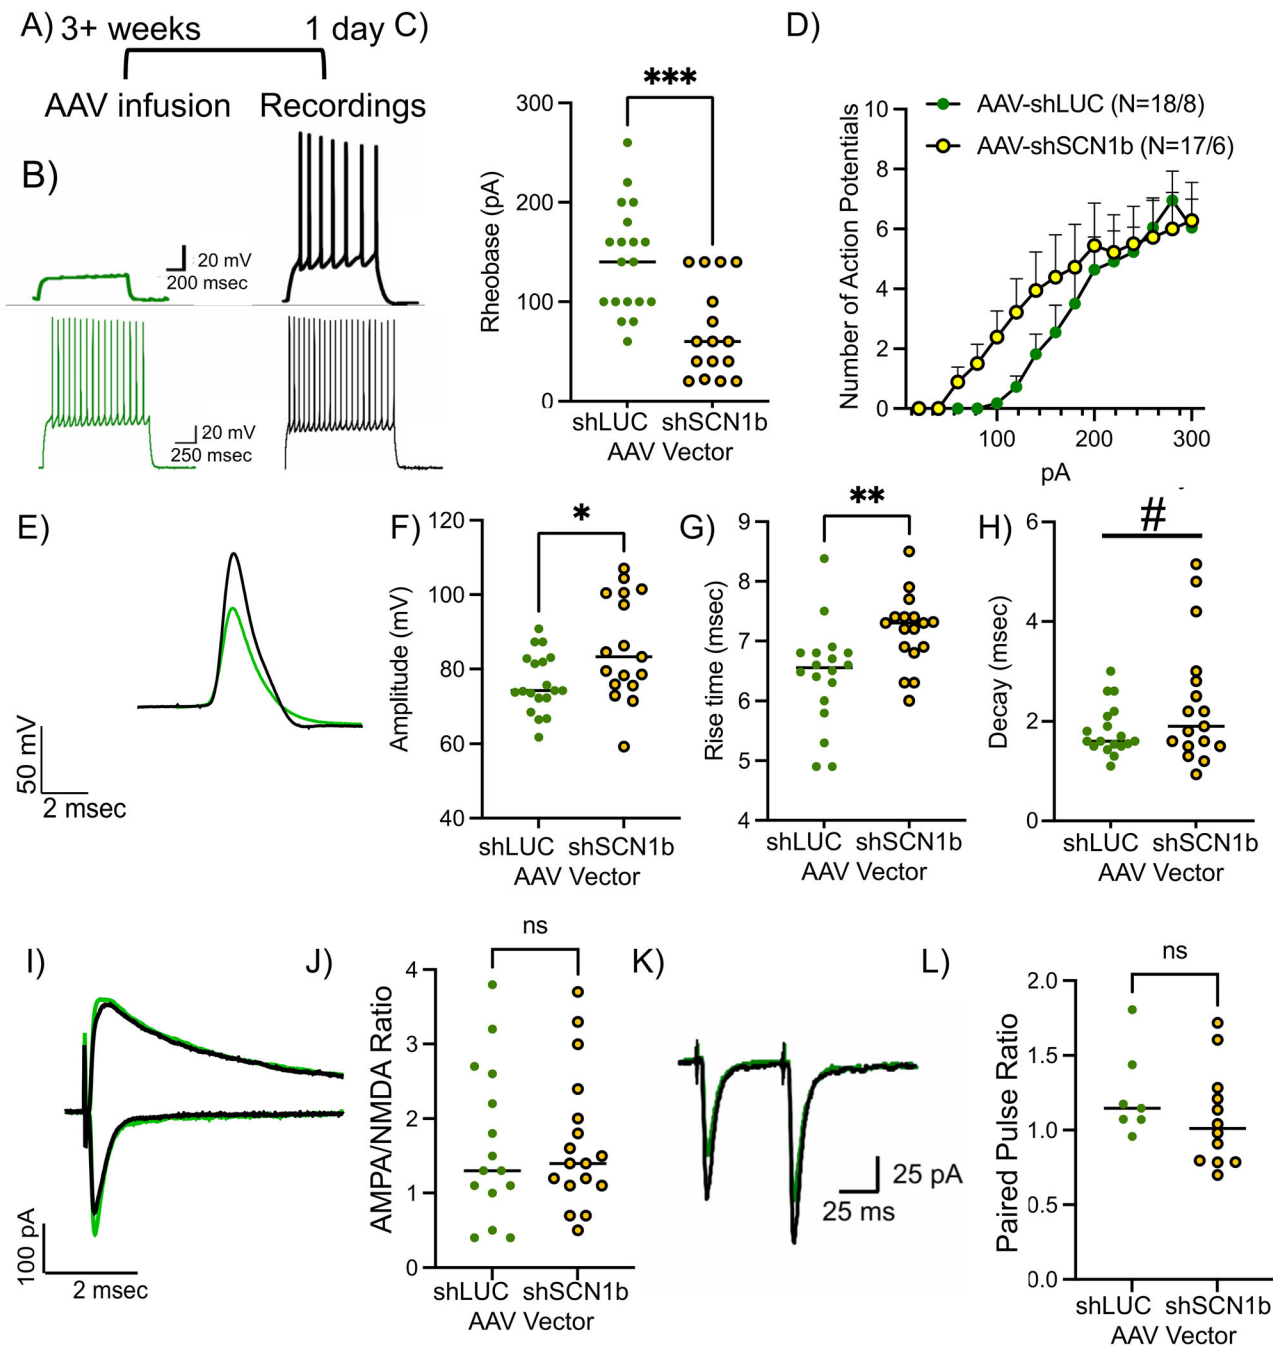 A) 3+ weeks 1 day
AAV infusion Recordings
B)
20 mV
200 msec
20 mV
250 msec
C)
***
Rheobase (pA)
300
200
100
0
shLUC shSCN1b
AAV Vector
D)
AAV-shLUC (N=18/8)
AAV-shSCN1b (N=17/6)
Number of Action Potentials
10
8
6
4
2
0
100 200 300
pA
E)
50 mV
2 msec
F)
*
Amplitude (mV)
120
100
80
60
40
shLUC shSCN1b
AAV Vector
G)
**
Rise time (msec)
9
8
7
6
5
4
shLUC shSCN1b
AAV Vector
H)
#
Decay (msec)
6
4
2
0
shLUC shSCN1b
AAV Vector
I)
100 pA
2 msec
J)
ns
AMPA/NMDA Ratio
4
3
2
1
0
shLUC shSCN1b
AAV Vector
K)
25 pA
25 ms
L)
ns
Paired Pulse Ratio
2.0
1.5
1.0
0.5
0.0
shLUC shSCN1b
AAV Vector